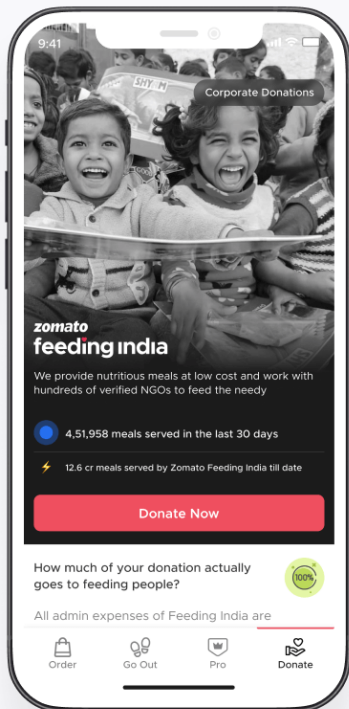 9:41
SHYAM
Corporate Donations
zomato
feeding india
We provide nutritious meals at low cost and work with
hundreds of verified NGOs to feed the needy
4,51,958 meals served in the last 30 days
12.6 cr meals served by Zomato Feeding India till date
Donate Now
How much of your donation actually
goes to feeding people?
100%
All admin expenses of Feeding India are
Order
Go Out
Pro
Donate